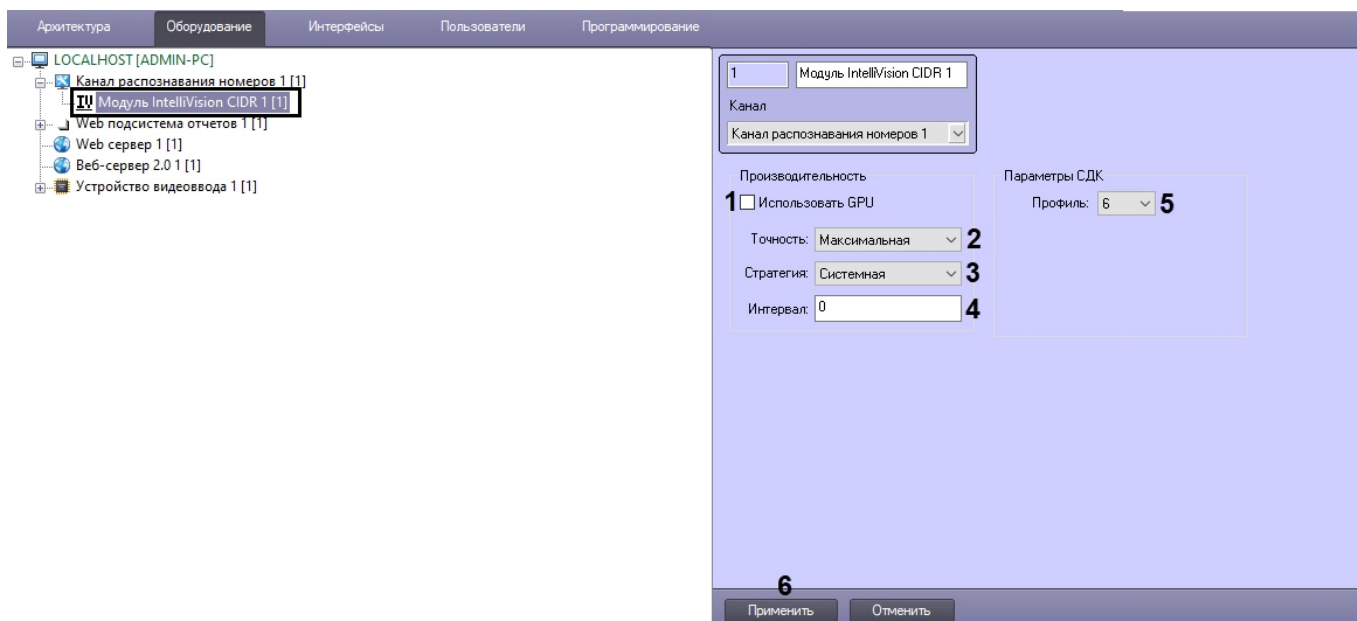 Архитектура Оборудование Интерфейсы Пользователи Программирование
LOCALHOST [ADMIN-PC]
Канал распознавания номеров 1 [1]
IV Модуль IntelliVision CIDR 1 [1]
Web подсистема отчетов 1 [1]
Web сервер 1 [1]
Веб-сервер 2.0 1 [1]
Устройство видеоввода 1 [1]
1 Модуль IntelliVision CIDR 1
Канал
Канал распознавания номеров 1
Производительность
1 Использовать GPU
Точность: Максимальная 2
Стратегия: Системная 3
Интервал: 0 4
Параметры СДК
Профиль: 6 5
6
Применить Отменить